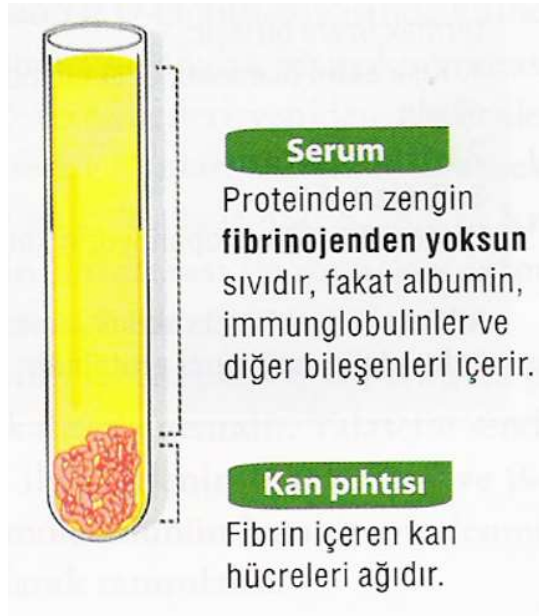 Serum
Proteinden zengin
fibrinojenden yoksun
sıvıdır, fakat albumin,
immunglobulinler ve
diğer bileşenleri içerir.
Kan pıhtısı
Fibrin içeren kan
hücreleri ağıdır.